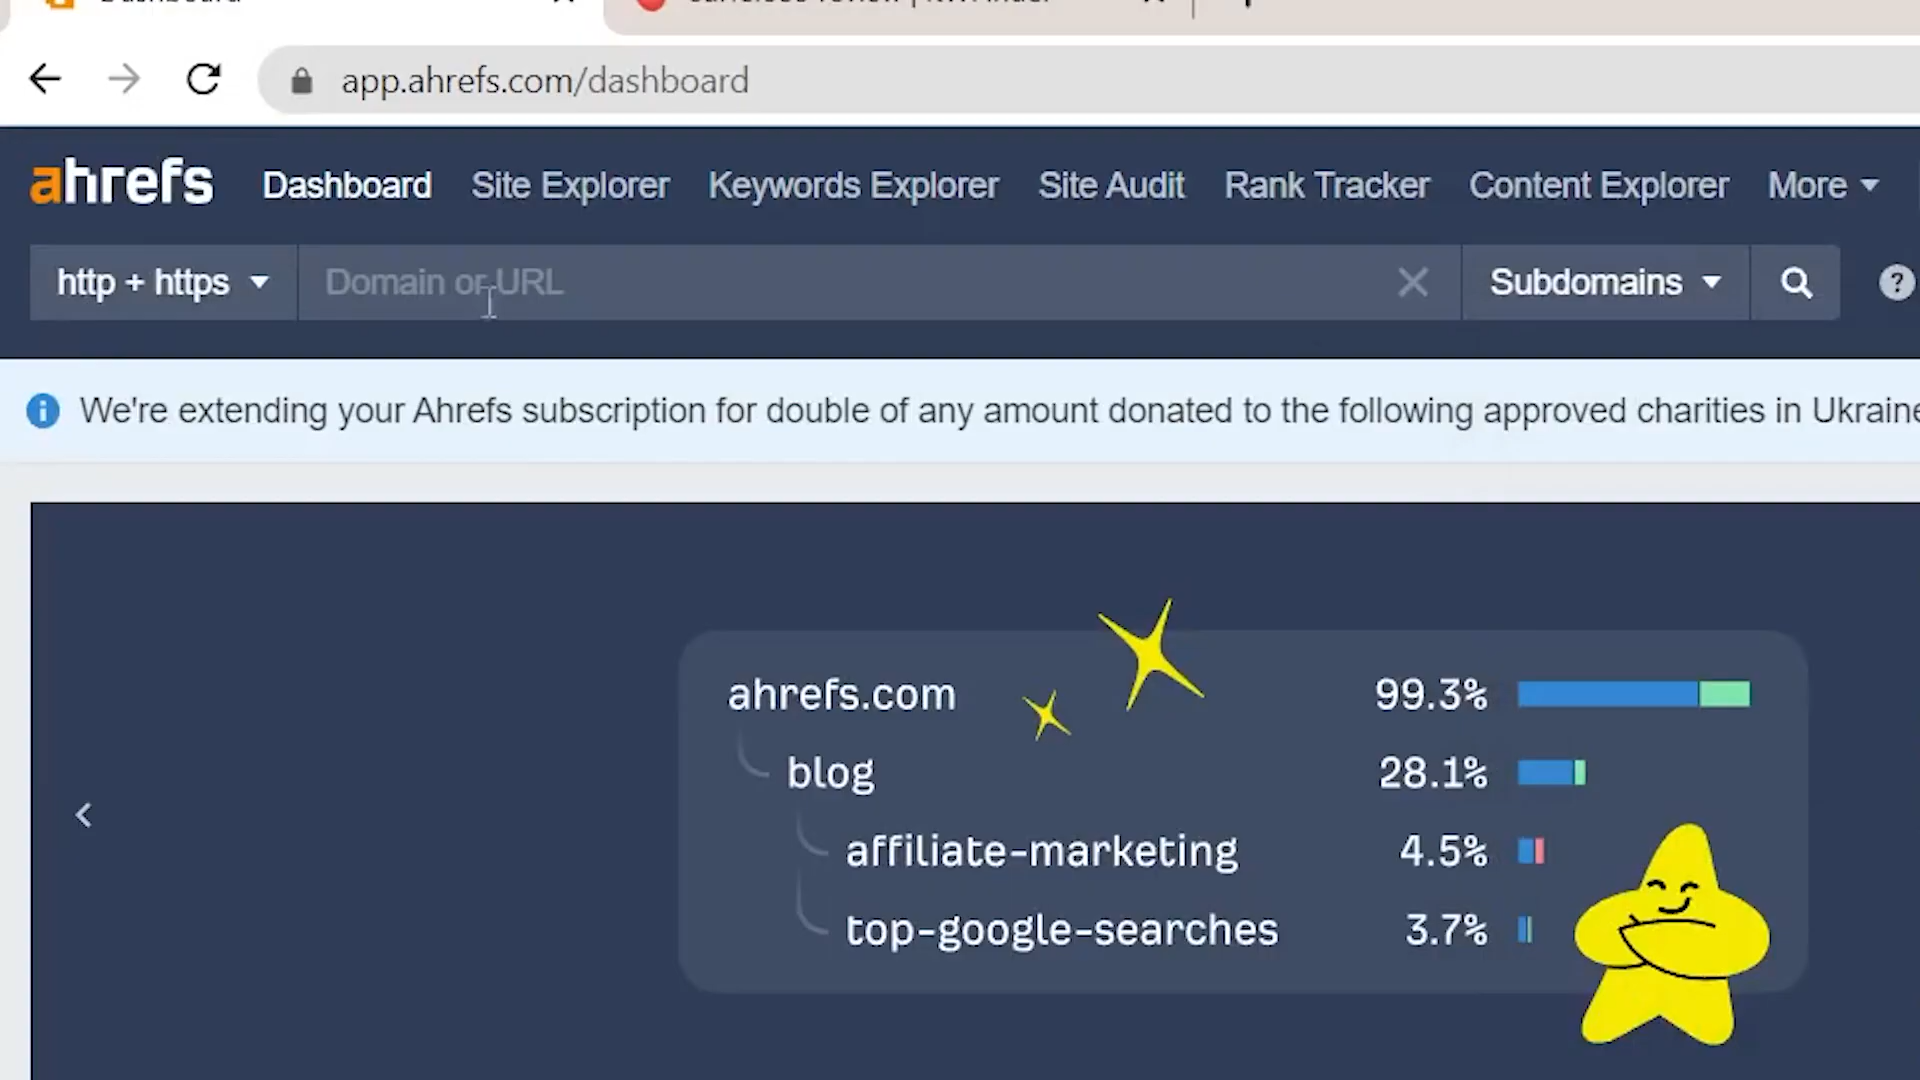 app.ahrefs.com/dashboard
ahrefs Dashboard Site Explorer Keywords Explorer Site Audit Rank Tracker Content Explorer More
http + https Domain or URL Subdomains ?
We're extending your Ahrefs subscription for double of any amount donated to the following approved charities in Ukraine
ahrefs.com 99.3%
blog 28.1%
affiliate-marketing 4.5%
top-google-searches 3.7%